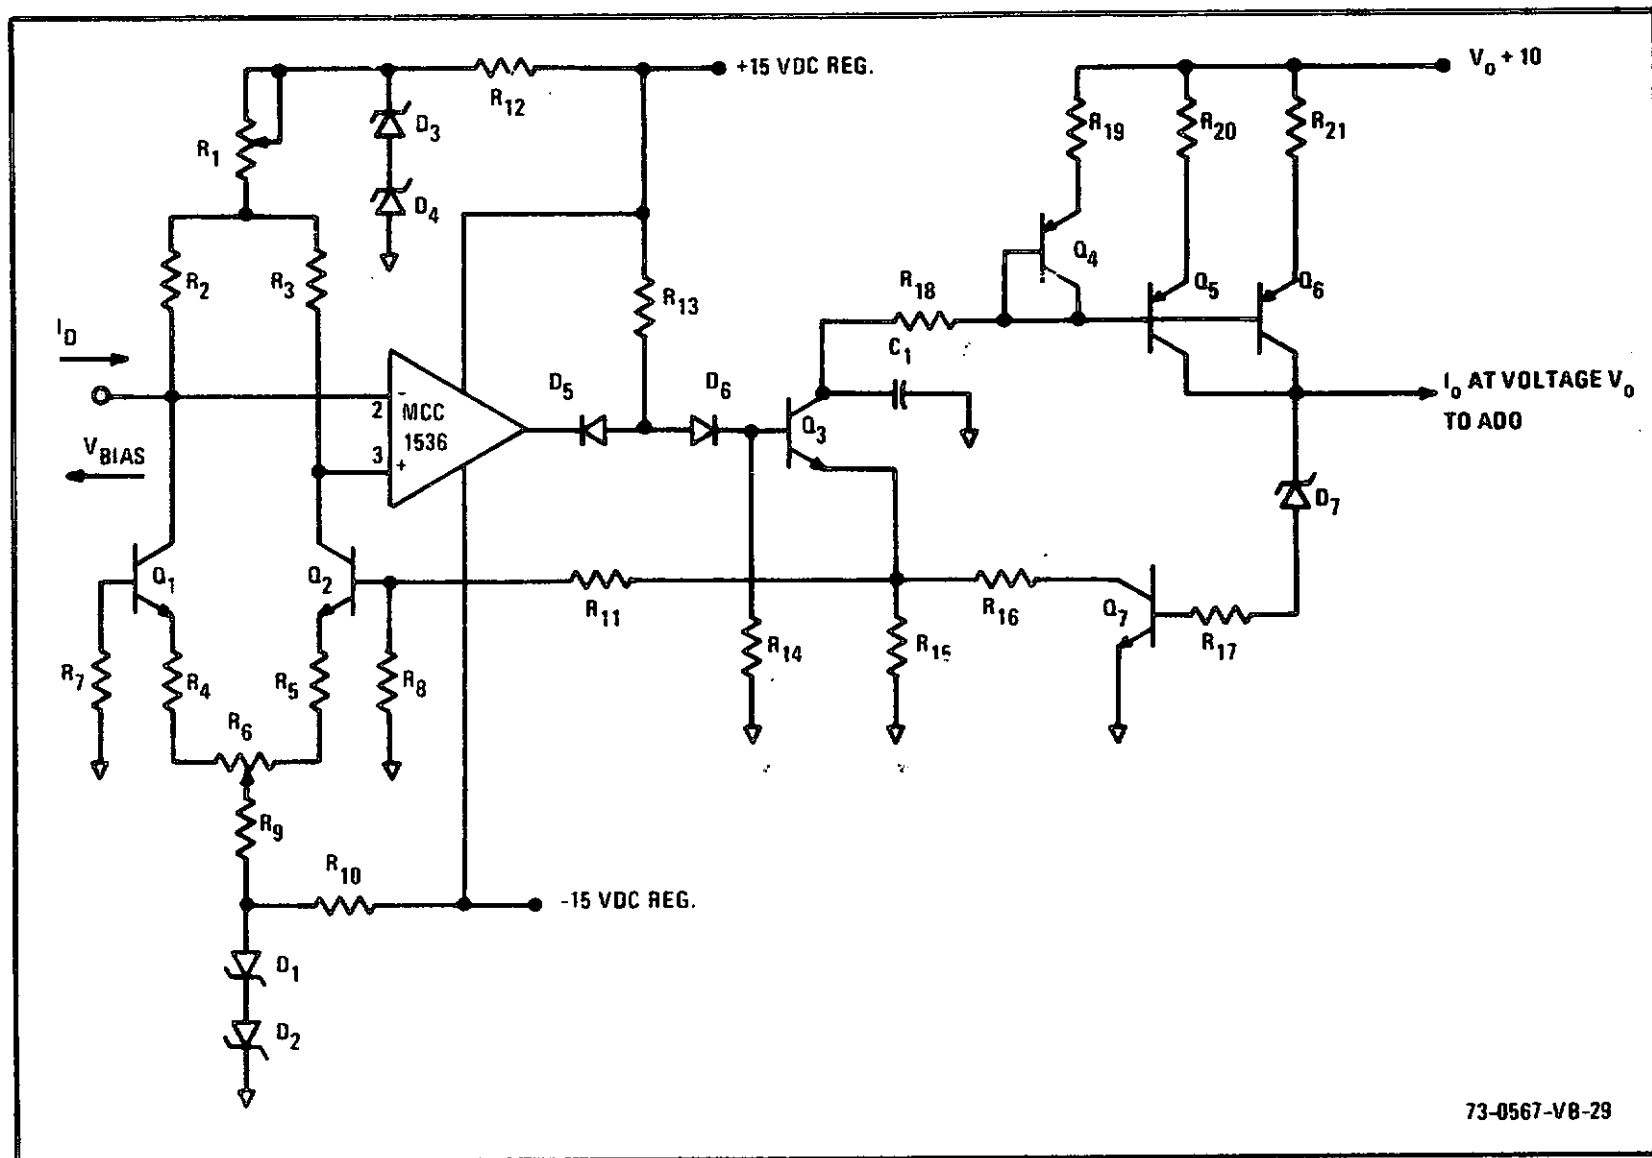 +15 VDC REG.
V₀ + 10
R₁₂
D₃
R₁₉
R₂₀
R₂₁
R₁
D₄
Q₄
R₂
R₃
R₁₃
R₁₈
Q₅
Q₆
I_D
C₁
D₅
D₆
I₀ AT VOLTAGE V₀
TO ADO
2
-
MCC
1536
3
+
Q₃
V_BIAS
D₇
Q₁
Q₂
R₁₁
R₁₆
Q₇
R₁₇
R₇
R₄
R₅
R₈
R₁₄
R₁₅
R₆
R₉
R₁₀
-15 VDC REG.
D₁
D₂
73-0567-VB-29